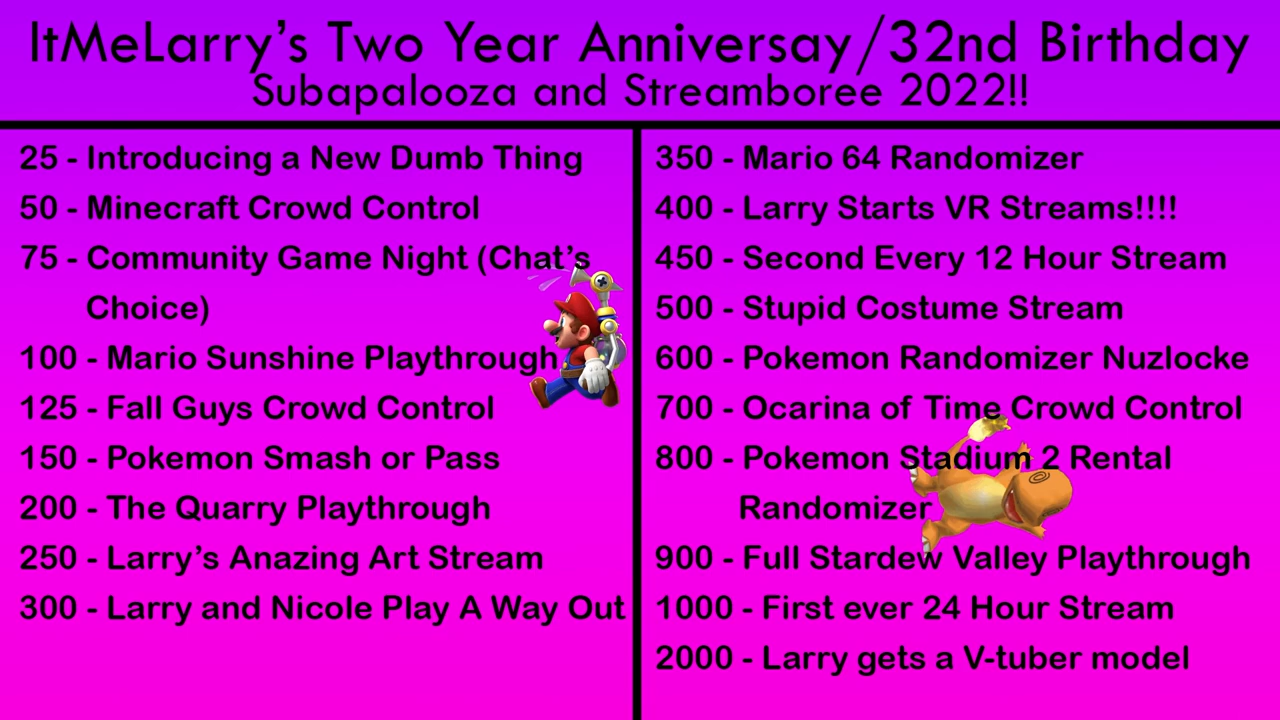 ItMeLarry’s Two Year Anniversay/32nd Birthday
Subapalooza and Streamboree 2022!!
25 - Introducing a New Dumb Thing
50 - Minecraft Crowd Control
75 - Community Game Night (Chat’s
Choice)
100 - Mario Sunshine Playthrough
125 - Fall Guys Crowd Control
150 - Pokemon Smash or Pass
200 - The Quarry Playthrough
250 - Larry’s Anazing Art Stream
300 - Larry and Nicole Play A Way Out
350 - Mario 64 Randomizer
400 - Larry Starts VR Streams!!!!
450 - Second Every 12 Hour Stream
500 - Stupid Costume Stream
600 - Pokemon Randomizer Nuzlocke
700 - Ocarina of Time Crowd Control
800 - Pokemon Stadium 2 Rental
Randomizer
900 - Full Stardew Valley Playthrough
1000 - First ever 24 Hour Stream
2000 - Larry gets a V-tuber model